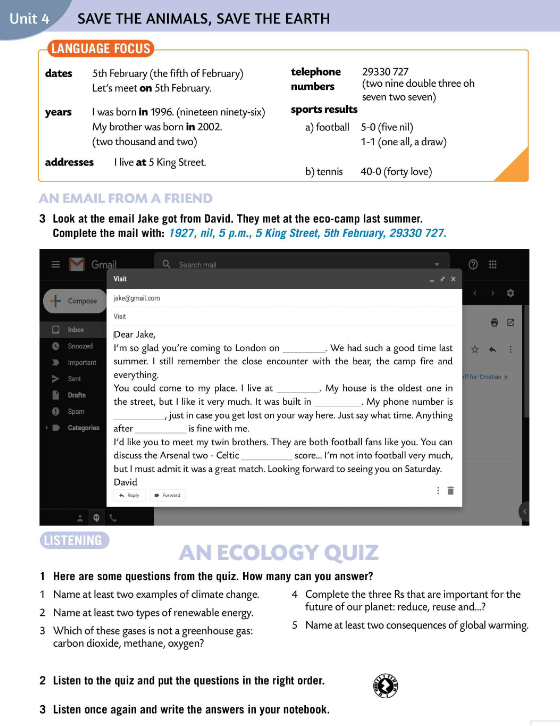 Unit 4 SAVE THE ANIMALS, SAVE THE EARTH
LANGUAGE FOCUS
dates 5th February (the fifth of February)
Let's meet on 5th February.
years I was born in 1996. (nineteen ninety-six)
My brother was born in 2002.
(two thousand and two)
addresses I live at 5 King Street.
telephone 29330 727
numbers (two nine double three oh
seven two seven)
sports results
a) football 5-0 (five nil)
1-1 (one all, a draw)
b) tennis 40-0 (forty love)
AN EMAIL FROM A FRIEND
3 Look at the email Jake got from David. They met at the eco-camp last summer.
Complete the mail with: 1927, nil, 5 p.m., 5 King Street, 5th February, 29330 727.
Gmail
Search mail
Compose
Inbox
Snoozed
Important
Sent
Drafts
Spam
Categories
Visit
jake@gmail.com
Visit
Dear Jake,
I'm so glad you're coming to London on ________. We had such a good time last
summer. I still remember the close encounter with the bear, the camp fire and
everything.
You could come to my place. I live at ________. My house is the oldest one in
the street, but I like it very much. It was built in _________. My phone number is
__________, just in case you get lost on your way here. Just say what time. Anything
after __________ is fine with me.
I'd like you to meet my twin brothers. They are both football fans like you. You can
discuss the Arsenal two - Celtic __________ score... I'm not into football very much,
but I must admit it was a great match. Looking forward to seeing you on Saturday.
David
Reply Forward
off for Croatian
LISTENING
AN ECOLOGY QUIZ
1 Here are some questions from the quiz. How many can you answer?
1 Name at least two examples of climate change.
2 Name at least two types of renewable energy.
3 Which of these gases is not a greenhouse gas:
carbon dioxide, methane, oxygen?
4 Complete the three Rs that are important for the
future of our planet: reduce, reuse and...?
5 Name at least two consequences of global warming.
2 Listen to the quiz and put the questions in the right order.
3 Listen once again and write the answers in your notebook.